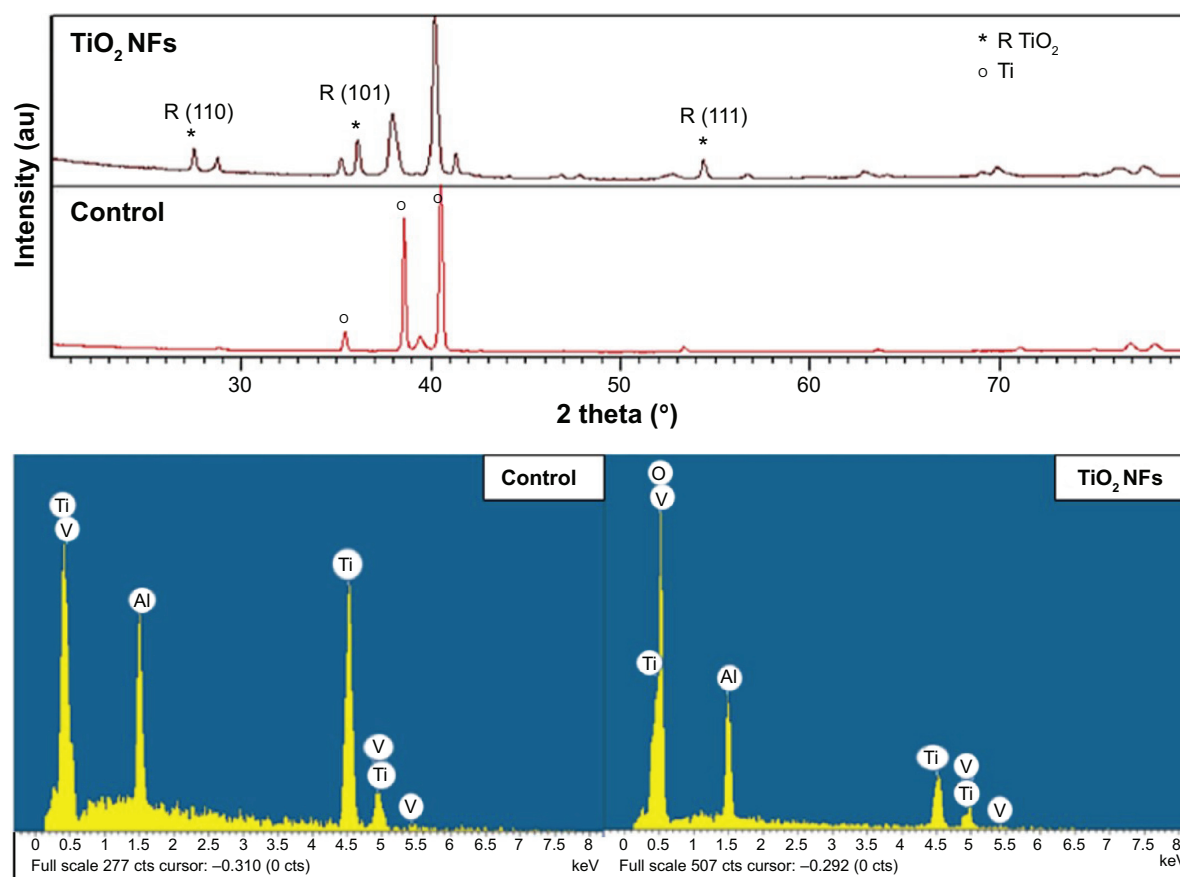 TiO2 NFs
* R TiO2
o Ti
R (110)
*
R (101)
*
R (111)
*
Intensity (au)
Control
o
o
o
30 40 50 60 70
2 theta (°)
Control
Ti
V
Al
Ti
V
Ti
V
0 0.5 1 1.5 2 2.5 3 3.5 4 4.5 5 5.5 6 6.5 7 7.5 8
Full scale 277 cts cursor: –0.310 (0 cts) keV
TiO2 NFs
O
V
Ti
Al
Ti
V
Ti
V
0 0.5 1 1.5 2 2.5 3 3.5 4 4.5 5 5.5 6 6.5 7 7.5 8
Full scale 507 cts cursor: –0.292 (0 cts) keV